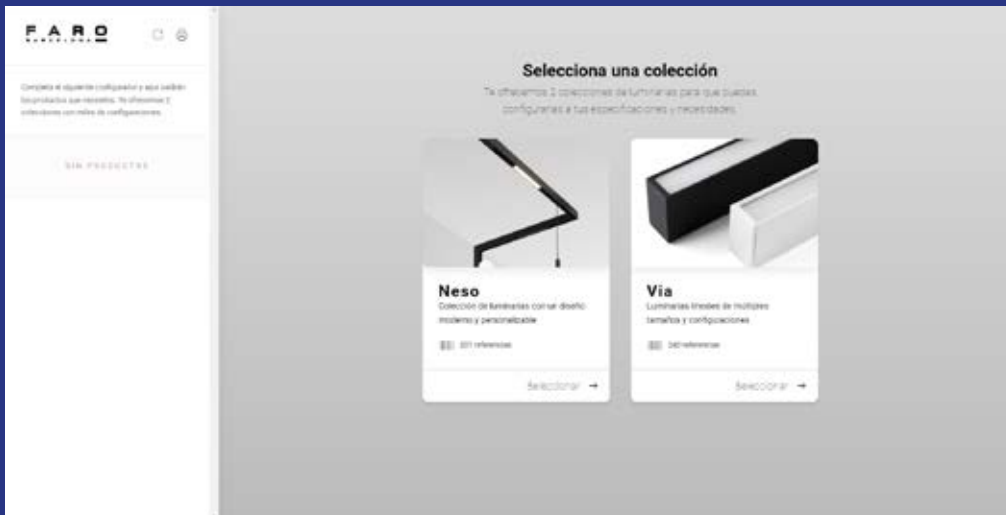 FARO
BARCELONA
Completa el siguiente configurador y aquí saldrán
los productos que necesites. Te ofrecemos 2
colecciones con miles de configuraciones.
SIN PRODUCTOS
Selecciona una colección
Te ofrecemos 2 colecciones de luminarias para que puedas
configurarlas a tus especificaciones y necesidades.
Neso
Colección de luminarias con un diseño
moderno y personalizable
referencias
Seleccionar →
Via
Luminarias lineales de múltiples
tamaños y configuraciones
referencias
Seleccionar →